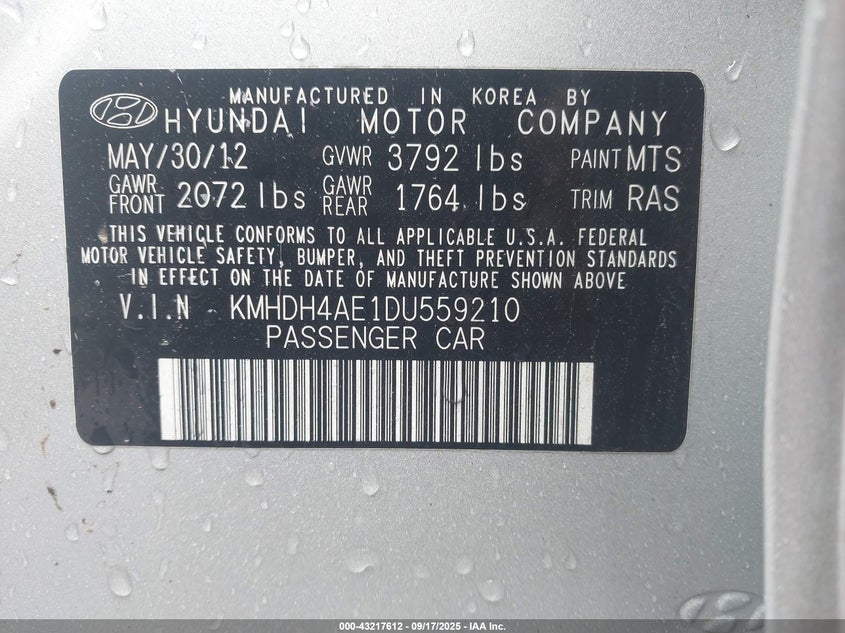 MANUFACTURED IN KOREA BY
HYUNDAI MOTOR COMPANY
MAY/30/12 GVWR 3792 lbs PAINT MTS
GAWR FRONT 2072 lbs GAWR REAR 1764 lbs TRIM RAS
THIS VEHICLE CONFORMS TO ALL APPLICABLE U.S.A. FEDERAL
MOTOR VEHICLE SAFETY, BUMPER, AND THEFT PREVENTION STANDARDS
IN EFFECT ON THE DATE OF MANUFACTURE SHOWN ABOVE
V.I.N KMHDH4AE1DU559210
PASSENGER CAR
000-43217612 - 09/17/2025 - IAA Inc.